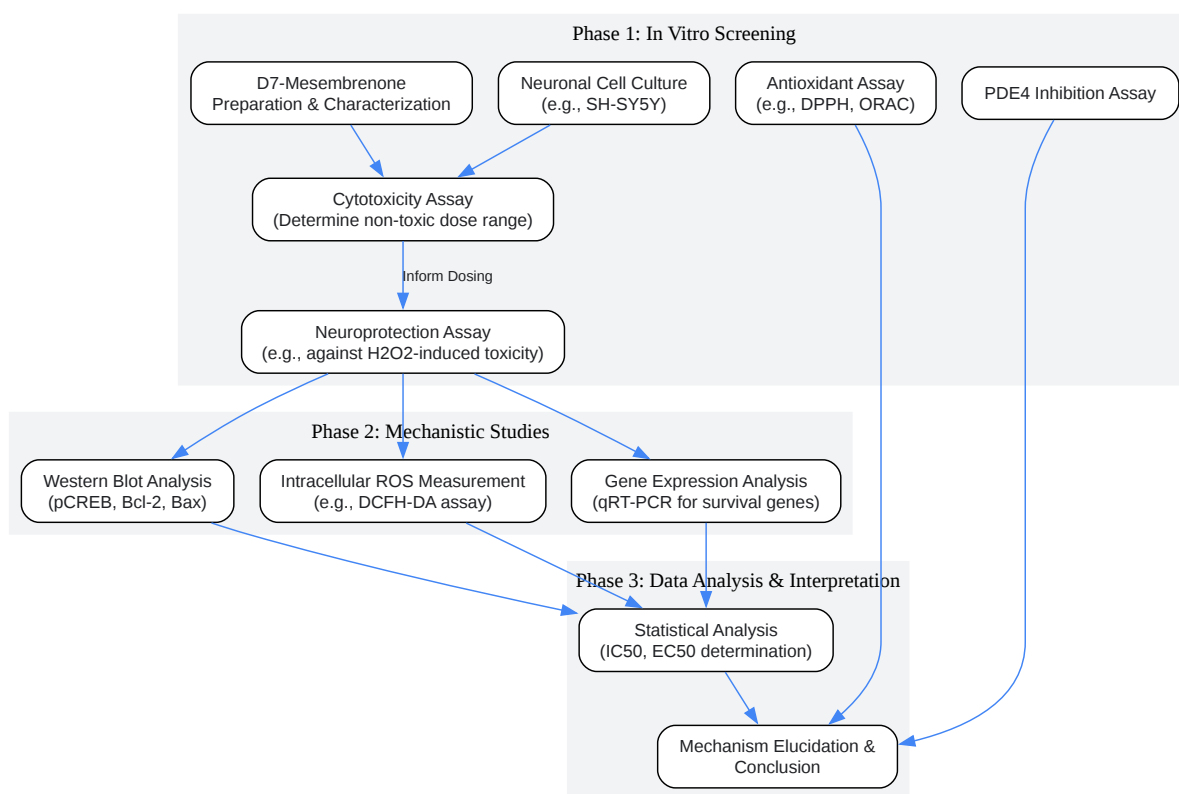 Phase 1: In Vitro Screening
D7-Mesembrenone
Preparation & Characterization
Neuronal Cell Culture
(e.g., SH-SY5Y)
Antioxidant Assay
(e.g., DPPH, ORAC)
PDE4 Inhibition Assay
Cytotoxicity Assay
(Determine non-toxic dose range)
Inform Dosing
Neuroprotection Assay
(e.g., against H2O2-induced toxicity)
Phase 2: Mechanistic Studies
Western Blot Analysis
(pCREB, Bcl-2, Bax)
Intracellular ROS Measurement
(e.g., DCFH-DA assay)
Gene Expression Analysis
(qRT-PCR for survival genes)
Phase 3: Data Analysis & Interpretation
Statistical Analysis
(IC50, EC50 determination)
Mechanism Elucidation &
Conclusion